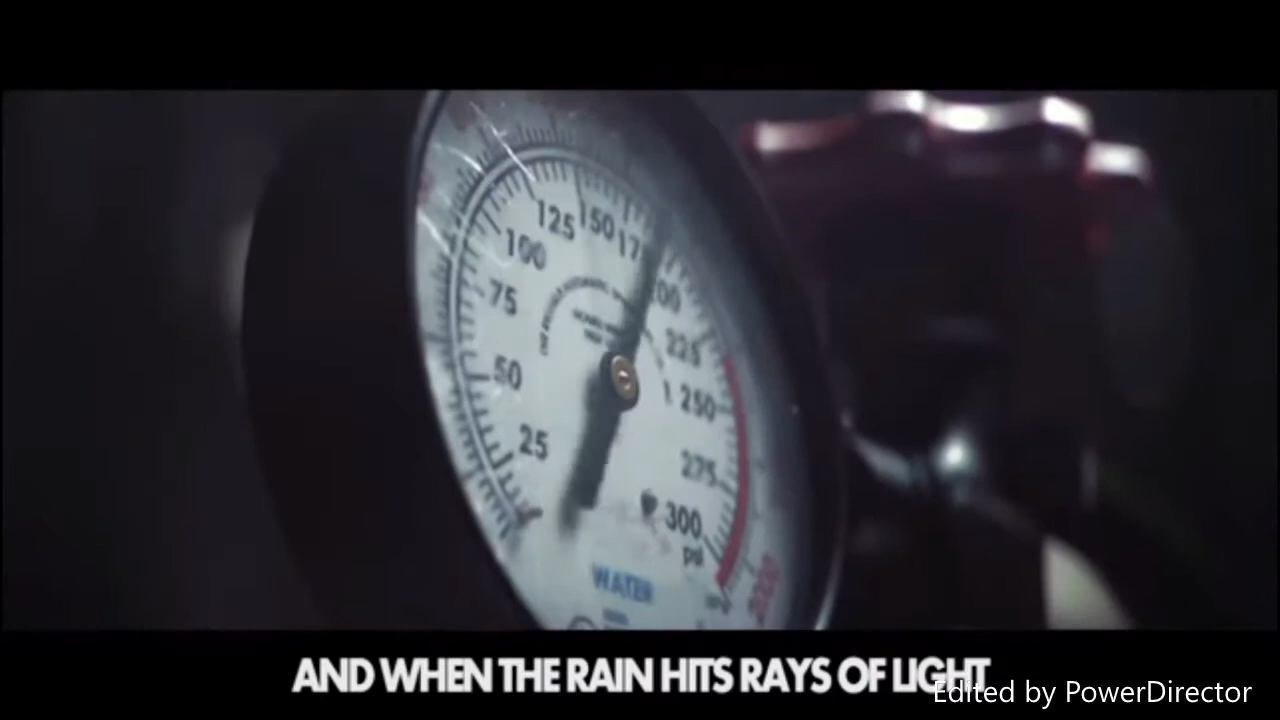 125 150
100
75
50
25
225
250
275
300
psi
WATER
2000
AND WHEN THE RAIN HITS RAYS OF LIGHT
Edited by PowerDirector